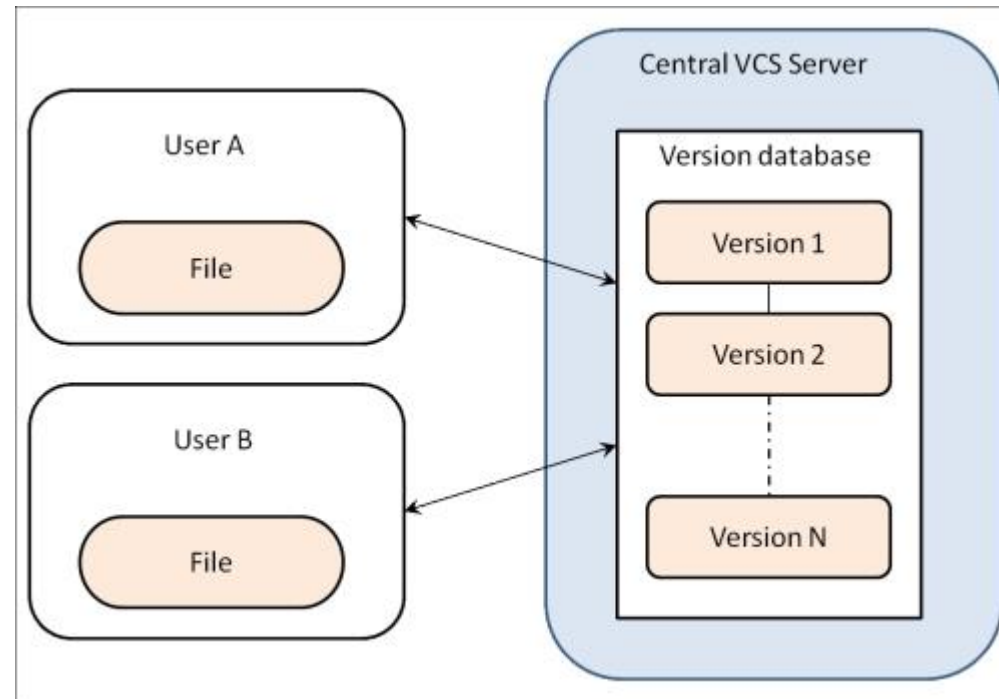 User A
File
User B
File
Central VCS Server
Version database
Version 1
Version 2
Version N